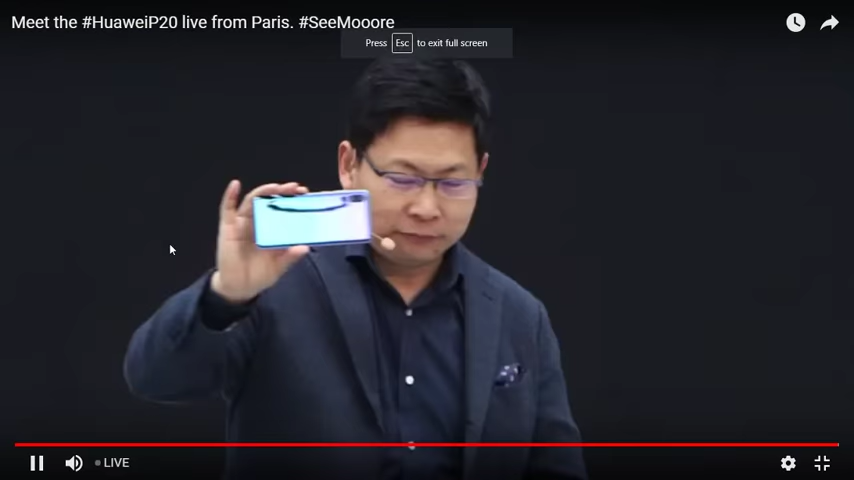 Meet the #HuaweiP20 live from Paris. #SeeMooore
Press Esc to exit full screen
LIVE